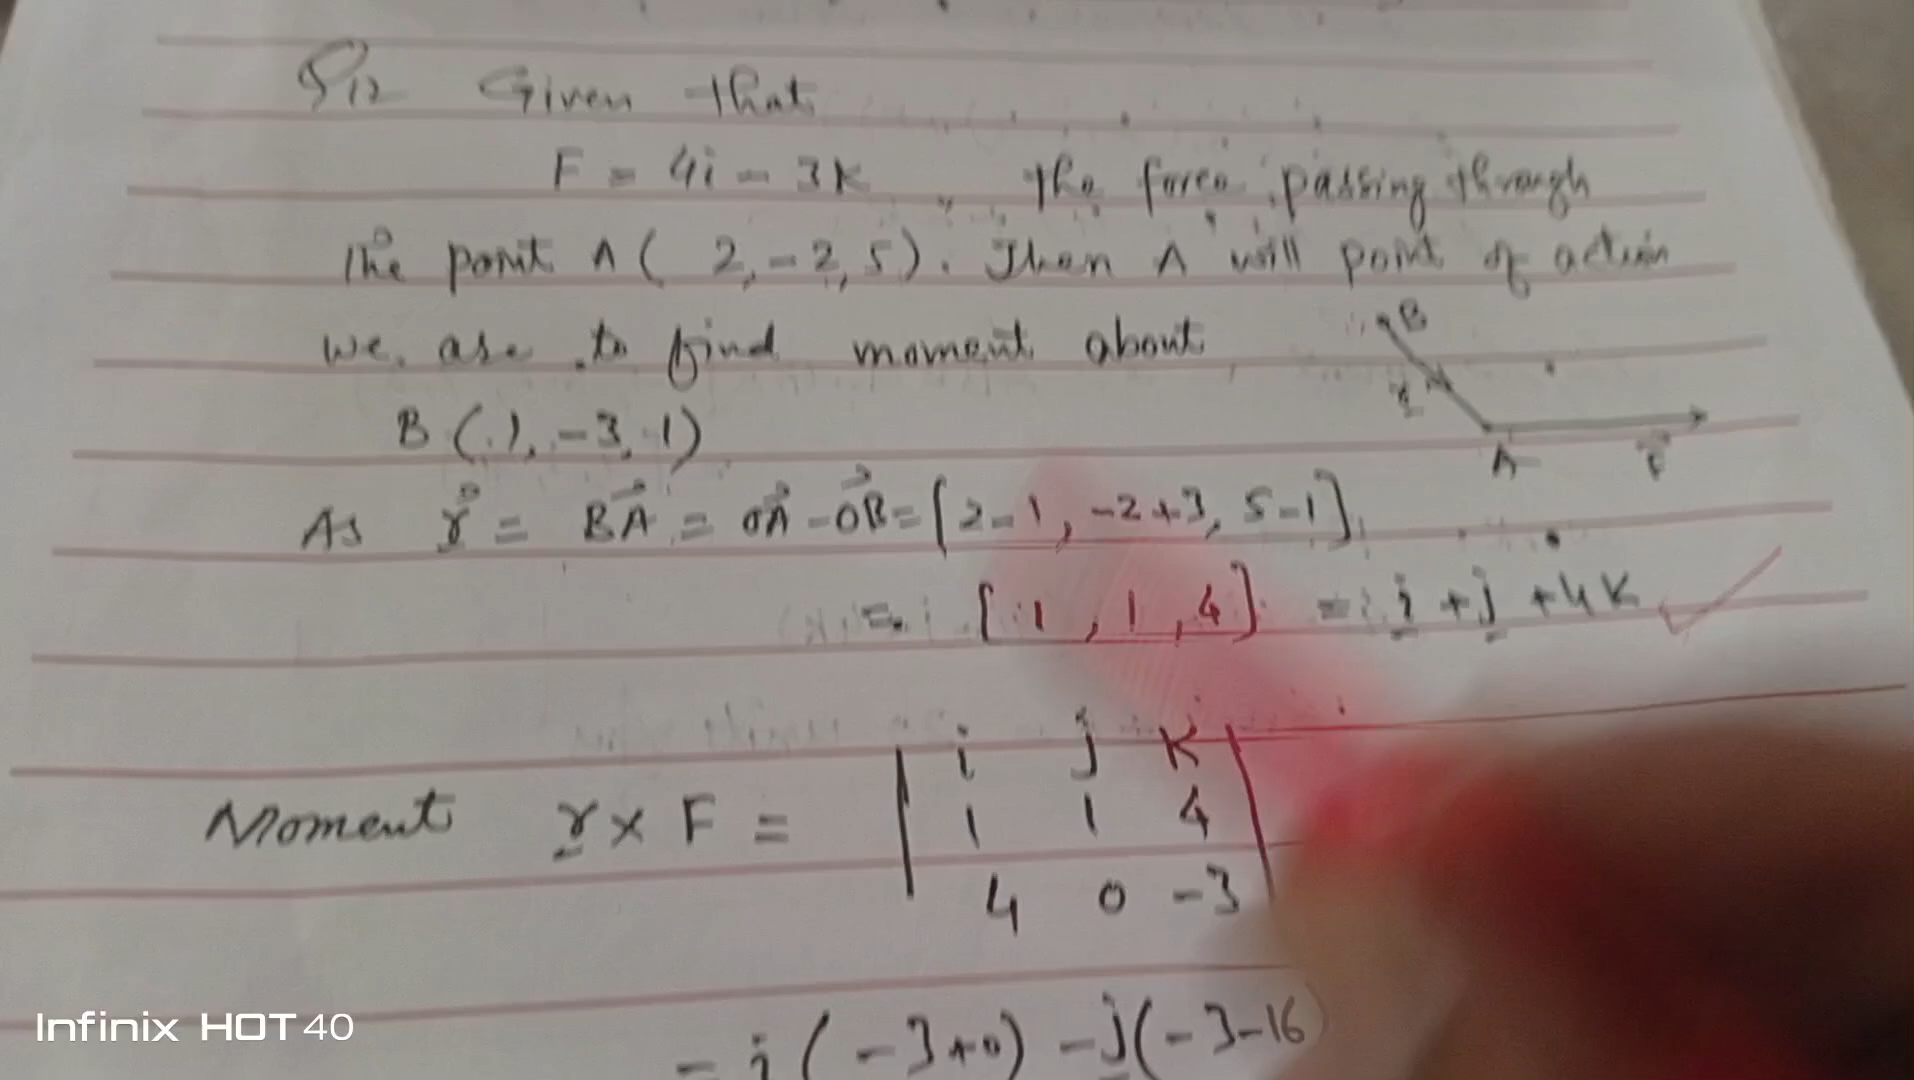 Q12 Given that
F = 4i - 3k , the force passing through
the point A ( 2, -2, 5). Then A will point of action
we are to find moment about
B (1, -3, 1)
B
r
A
F
As r⃗ = BA⃗ = OA⃗ - OB⃗ = [2-1, -2+3, 5-1]
= [1, 1, 4] = i + j + 4k
Moment r × F = | i j k |
| 1 1 4 |
| 4 0 -3 |
= i ( -3+0) - j(-3-16
Infinix HOT 40